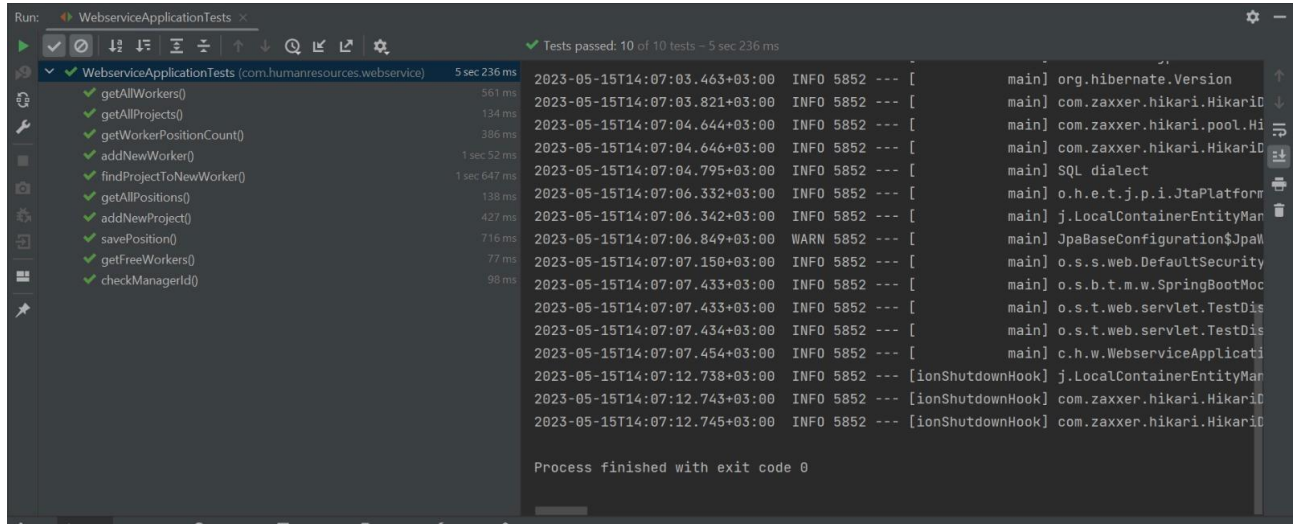 Run: WebserviceApplicationTests
Tests passed: 10 of 10 tests – 5 sec 236 ms
WebserviceApplicationTests (com.humanresources.webservice) 5 sec 236 ms
getAllWorkers() 561 ms
getAllProjects() 134 ms
getWorkerPositionCount() 386 ms
addNewWorker() 1 sec 52 ms
findProjectToNewWorker() 1 sec 647 ms
getAllPositions() 138 ms
addNewProject() 427 ms
savePosition() 716 ms
getFreeWorkers() 77 ms
checkManagerId() 98 ms
2023-05-15T14:07:03.463+03:00 INFO 5852 --- [ main] org.hibernate.Version
2023-05-15T14:07:03.821+03:00 INFO 5852 --- [ main] com.zaxxer.hikari.HikariD
2023-05-15T14:07:04.644+03:00 INFO 5852 --- [ main] com.zaxxer.hikari.pool.Hi
2023-05-15T14:07:04.646+03:00 INFO 5852 --- [ main] com.zaxxer.hikari.HikariD
2023-05-15T14:07:04.795+03:00 INFO 5852 --- [ main] SQL dialect
2023-05-15T14:07:06.332+03:00 INFO 5852 --- [ main] o.h.e.t.j.p.i.JtaPlatform
2023-05-15T14:07:06.342+03:00 INFO 5852 --- [ main] j.LocalContainerEntityMan
2023-05-15T14:07:06.849+03:00 WARN 5852 --- [ main] JpaBaseConfiguration$JpaW
2023-05-15T14:07:07.150+03:00 INFO 5852 --- [ main] o.s.s.web.DefaultSecurity
2023-05-15T14:07:07.433+03:00 INFO 5852 --- [ main] o.s.b.t.m.w.SpringBootMoc
2023-05-15T14:07:07.433+03:00 INFO 5852 --- [ main] o.s.t.web.servlet.TestDis
2023-05-15T14:07:07.434+03:00 INFO 5852 --- [ main] o.s.t.web.servlet.TestDis
2023-05-15T14:07:07.454+03:00 INFO 5852 --- [ main] c.h.w.WebserviceApplicati
2023-05-15T14:07:12.738+03:00 INFO 5852 --- [ionShutdownHook] j.LocalContainerEntityMan
2023-05-15T14:07:12.743+03:00 INFO 5852 --- [ionShutdownHook] com.zaxxer.hikari.HikariD
2023-05-15T14:07:12.745+03:00 INFO 5852 --- [ionShutdownHook] com.zaxxer.hikari.HikariD
Process finished with exit code 0